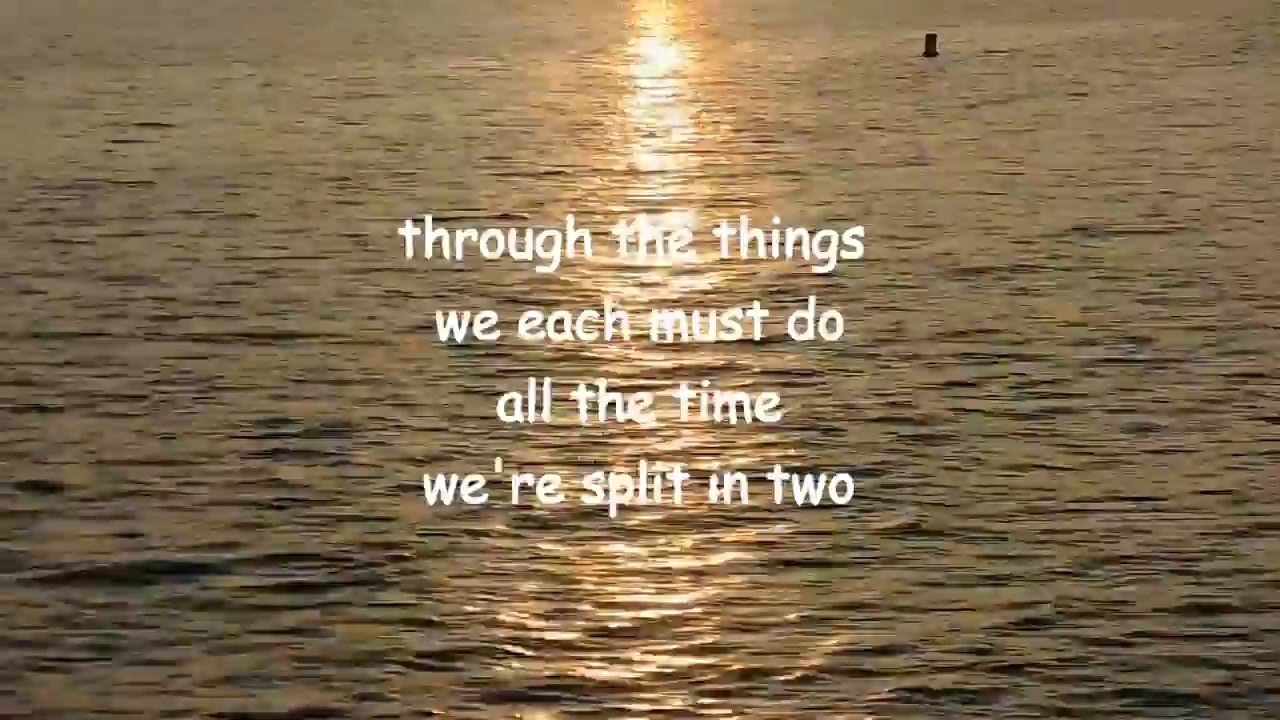 through the things
we each must do
all the time
we're split in two